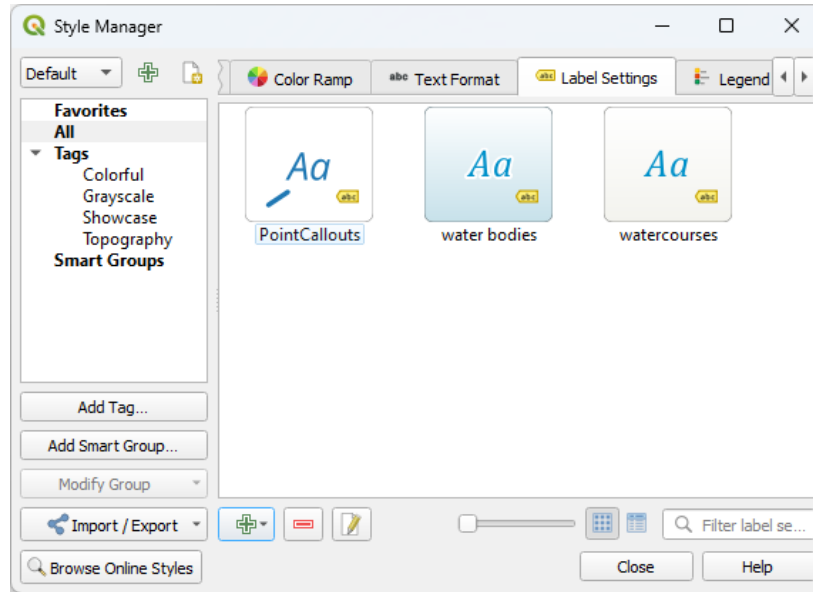 Style Manager
Default
Color Ramp
abc Text Format
abc Label Settings
Legend
Favorites
All
Tags
Colorful
Grayscale
Showcase
Topography
Smart Groups
Aa abc
PointCallouts
Aa abc
water bodies
Aa abc
watercourses
Add Tag...
Add Smart Group...
Modify Group
Import / Export
Filter label se...
Browse Online Styles
Close
Help